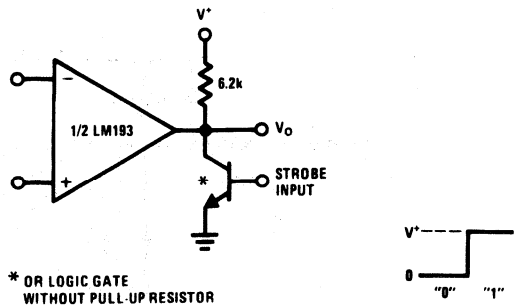 V+
6.2k
−
1/2 LM193
VO
+
*
STROBE
INPUT
V+
0
"0" "1"
* OR LOGIC GATE
WITHOUT PULL-UP RESISTOR